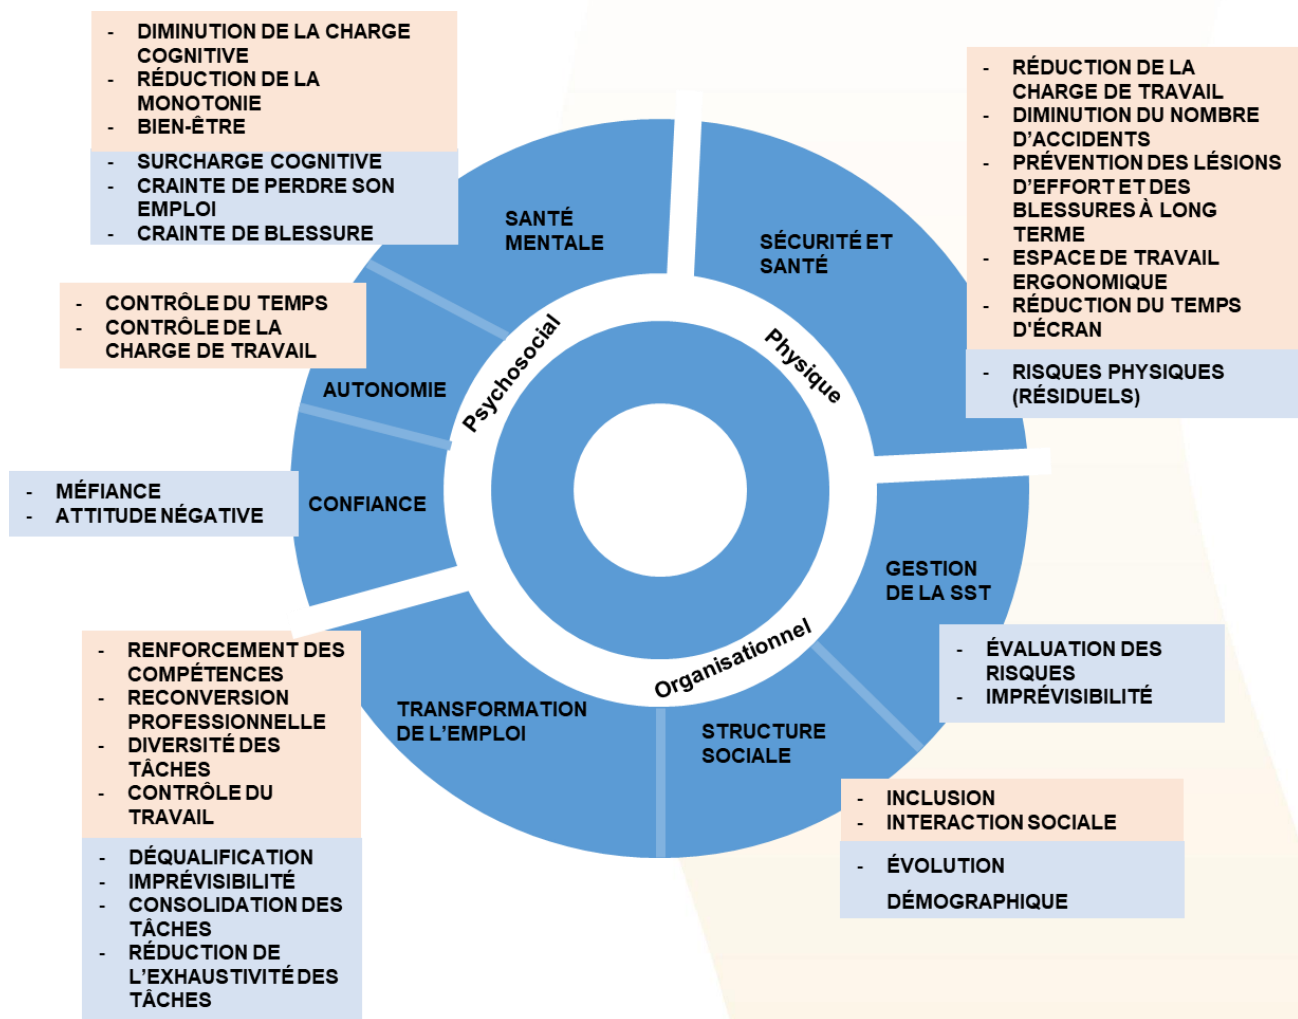 - DIMINUTION DE LA CHARGE
COGNITIVE
- RÉDUCTION DE LA
MONOTONIE
- BIEN-ÊTRE
- SURCHARGE COGNITIVE
- CRAINTE DE PERDRE SON
EMPLOI
- CRAINTE DE BLESSURE
- RÉDUCTION DE LA
CHARGE DE TRAVAIL
- DIMINUTION DU NOMBRE
D'ACCIDENTS
- PRÉVENTION DES LÉSIONS
D'EFFORT ET DES
BLESSURES À LONG
TERME
- ESPACE DE TRAVAIL
ERGONOMIQUE
- RÉDUCTION DU TEMPS
D'ÉCRAN
- RISQUES PHYSIQUES
(RÉSIDUELS)
SANTÉ
MENTALE
SÉCURITÉ ET
SANTÉ
- CONTRÔLE DU TEMPS
- CONTRÔLE DE LA
CHARGE DE TRAVAIL
AUTONOMIE
Psychosocial
Physique
- MÉFIANCE
- ATTITUDE NÉGATIVE
CONFIANCE
GESTION
DE LA SST
Organisationnel
- ÉVALUATION DES
RISQUES
- IMPRÉVISIBILITÉ
- RENFORCEMENT DES
COMPÉTENCES
- RECONVERSION
PROFESSIONNELLE
- DIVERSITÉ DES
TÂCHES
- CONTRÔLE DU
TRAVAIL
- DÉQUALIFICATION
- IMPRÉVISIBILITÉ
- CONSOLIDATION DES
TÂCHES
- RÉDUCTION DE
L'EXHAUSTIVITÉ DES
TÂCHES
TRANSFORMATION
DE L'EMPLOI
STRUCTURE
SOCIALE
- INCLUSION
- INTERACTION SOCIALE
- ÉVOLUTION
DÉMOGRAPHIQUE